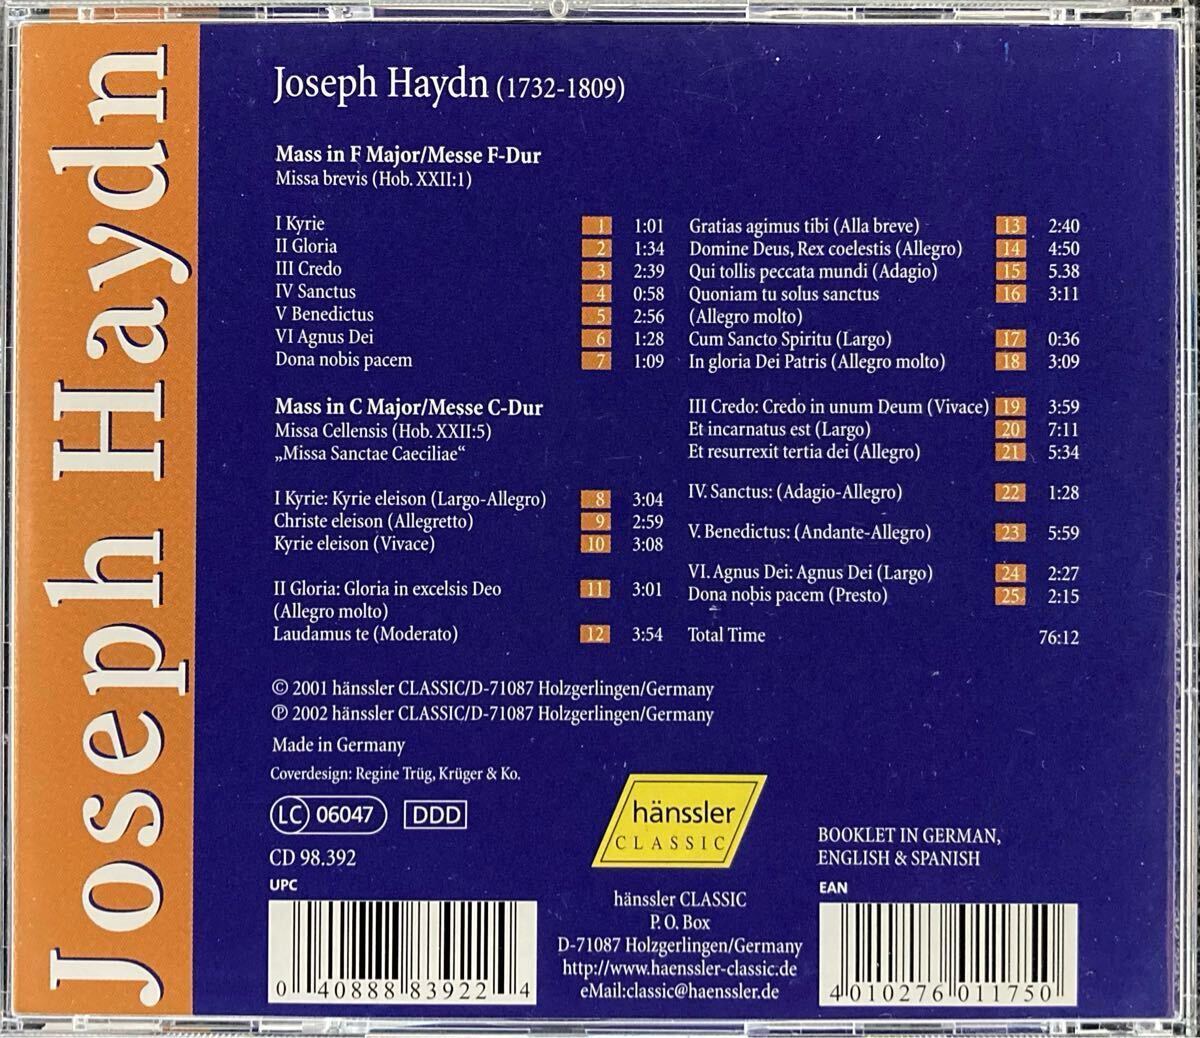 Joseph Haydn
Joseph Haydn (1732-1809)
Mass in F Major/Messe F-Dur
Missa brevis (Hob. XXII:1)
I Kyrie 1 1:01
II Gloria 2 1:34
III Credo 3 2:39
IV Sanctus 4 0:58
V Benedictus 5 2:56
VI Agnus Dei 6 1:28
Dona nobis pacem 7 1:09
Mass in C Major/Messe C-Dur
Missa Cellensis (Hob. XXII:5)
„Missa Sanctae Caeciliae“
I Kyrie: Kyrie eleison (Largo-Allegro) 8 3:04
Christe eleison (Allegretto) 9 2:59
Kyrie eleison (Vivace) 10 3:08
II Gloria: Gloria in excelsis Deo 11 3:01
(Allegro molto)
Laudamus te (Moderato) 12 3:54
Gratias agimus tibi (Alla breve) 13 2:40
Domine Deus, Rex coelestis (Allegro) 14 4:50
Qui tollis peccata mundi (Adagio) 15 5.38
Quoniam tu solus sanctus 16 3:11
(Allegro molto)
Cum Sancto Spiritu (Largo) 17 0:36
In gloria Dei Patris (Allegro molto) 18 3:09
III Credo: Credo in unum Deum (Vivace) 19 3:59
Et incarnatus est (Largo) 20 7:11
Et resurrexit tertia dei (Allegro) 21 5:34
IV. Sanctus: (Adagio-Allegro) 22 1:28
V. Benedictus: (Andante-Allegro) 23 5:59
VI. Agnus Dei: Agnus Dei (Largo) 24 2:27
Dona nobis pacem (Presto) 25 2:15
Total Time 76:12
© 2001 hänssler CLASSIC/D-71087 Holzgerlingen/Germany
℗ 2002 hänssler CLASSIC/D-71087 Holzgerlingen/Germany
Made in Germany
Coverdesign: Regine Trüg, Krüger & Ko.
LC 06047 DDD
CD 98.392
UPC
0 40888 83922 4
hänssler
CLASSIC
hänssler CLASSIC
P. O. Box
D-71087 Holzgerlingen/Germany
http://www.haenssler-classic.de
eMail:classic@haenssler.de
BOOKLET IN GERMAN,
ENGLISH & SPANISH
EAN
4 010276 011750